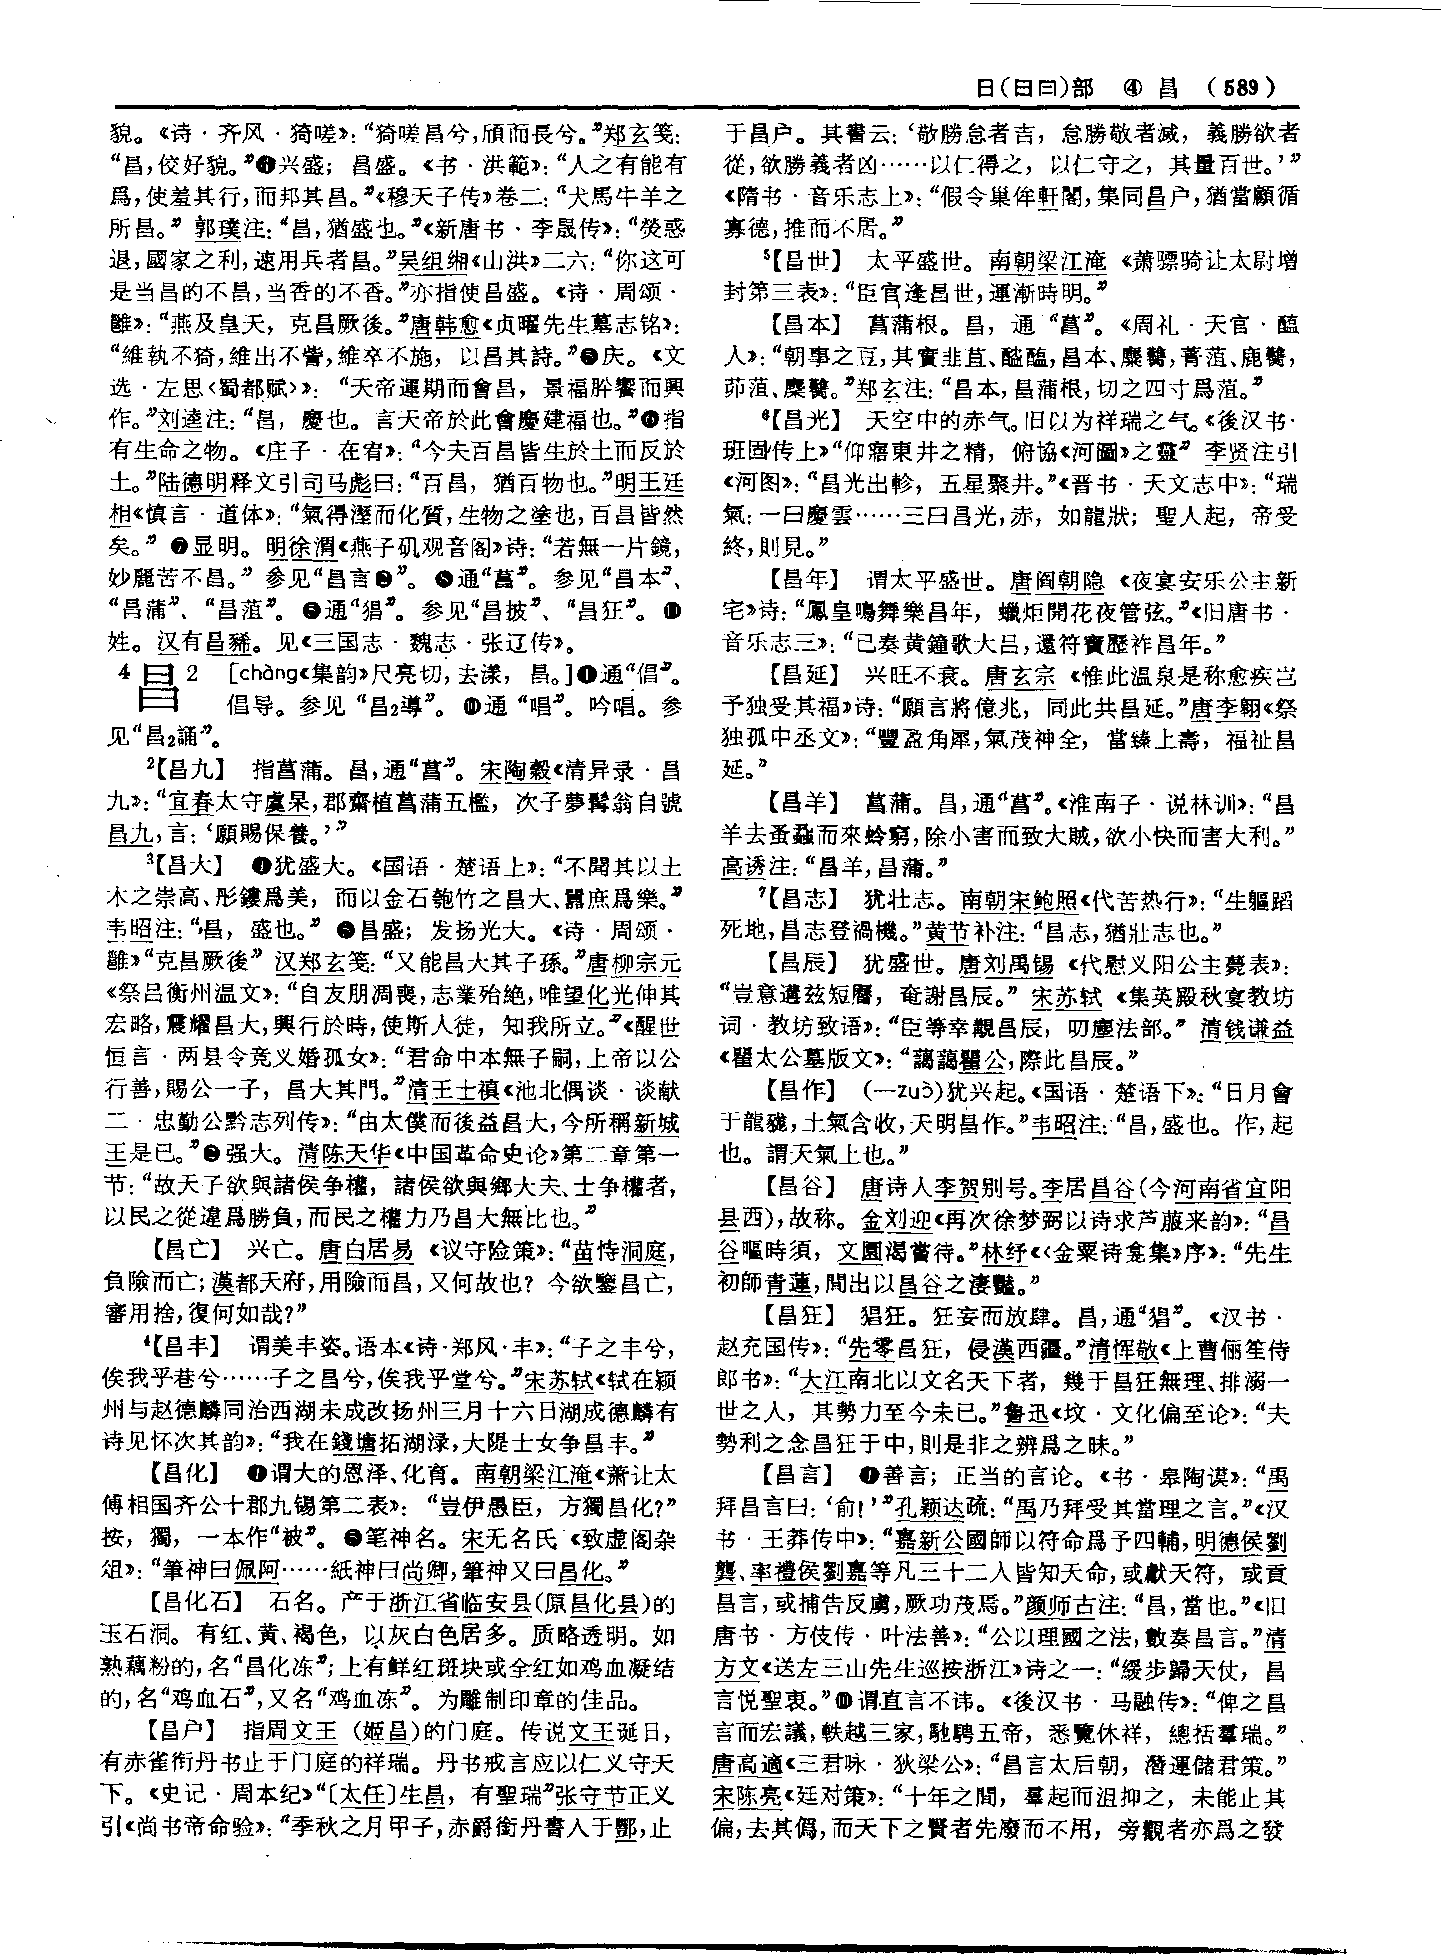 日(日曰)部　④　昌　(589)
貌。《诗·齐风·猗嗟》：“猗嗟昌兮，頎而長兮。”郑玄笺：
“昌，佼好貌。”❹兴盛；昌盛。《书·洪範》：“人之有能有
爲，使羞其行，而邦其昌。”《穆天子传》卷二：“犬馬牛羊之
所昌。”郭璞注：“昌，猶盛也。”《新唐书·李晟传》：“熒惑
退，國家之利，速用兵者昌。”吴组缃《山洪》二六：“你这可
是当昌的不昌，当香的不香。”亦指使昌盛。《诗·周颂·
雝》：“燕及皇天，克昌厥後。”唐韩愈《贞曜先生墓志铭》：
“維執不猗，維出不訾，維卒不施，以昌其詩。”❺庆。《文
选·左思〈蜀都赋〉》：“天帝運期而會昌，景福肸饗而興
作。”刘逵注：“昌，慶也。言天帝於此會慶建福也。”❻指
有生命之物。《庄子·在宥》：“今夫百昌皆生於土而反於
土。”陆德明释文引司马彪曰：“百昌，猶百物也。”明王廷
相《慎言·道体》：“氣得溼而化質，生物之塗也，百昌皆然
矣。”❼显明。明徐渭《燕子矶观音阁》诗：“若無一片鏡，
妙麗苦不昌。”参见“昌言❷”。❽通“菖”。参见“昌本”、
“昌蒲”、“昌菹”。❾通“猖”。参见“昌披”、“昌狂”。❿
姓。汉有昌豨。见《三国志·魏志·张辽传》。
4昌2　[chàng《集韵》尺亮切，去漾，昌。]❶通“倡”。
倡导。参见“昌2導”。❷通“唱”。吟唱。参
见“昌2誦”。
2【昌九】　指菖蒲。昌，通“菖”。宋陶穀《清异录·昌
九》：“宜春太守虞杲，郡齋植菖蒲五檻，次子夢髯翁自號
昌九，言：‘願賜保養。’”
3【昌大】　❶犹盛大。《国语·楚语上》：“不聞其以土
木之崇高、彤鏤爲美，而以金石匏竹之昌大、囂庶爲樂。”
韦昭注：“昌，盛也。”❷昌盛；发扬光大。《诗·周颂·
雝》“克昌厥後”汉郑玄笺：“又能昌大其子孫。”唐柳宗元
《祭吕衡州温文》：“自友朋凋喪，志業殆絶，唯望化光伸其
宏略，震耀昌大，興行於時，使斯人徒，知我所立。”《醒世
恒言·两县令竞义婚孤女》：“君命中本無子嗣，上帝以公
行善，賜公一子，昌大其門。”清王士禛《池北偶谈·谈献
二·忠勤公黔志列传》：“由太僕而後益昌大，今所稱新城
王是已。”❸强大。清陈天华《中国革命史论》第二章第一
节：“故天子欲與諸侯争權，諸侯欲與鄉大夫、士争權者，
以民之從違爲勝負，而民之權力乃昌大無比也。”
【昌亡】　兴亡。唐白居易《议守险策》：“苗恃洞庭，
負險而亡；漢都天府，用險而昌，又何故也？今欲鑒昌亡，
審用捨，復何如哉？”
4【昌丰】　谓美丰姿。语本《诗·郑风·丰》：“子之丰兮，
俟我乎巷兮……子之昌兮，俟我乎堂兮。”宋苏轼《轼在颍
州与赵德麟同治西湖未成改扬州三月十六日湖成德麟有
诗见怀次其韵》：“我在錢塘拓湖渌，大隄士女争昌丰。”
【昌化】　❶谓大的恩泽、化育。南朝梁江淹《萧让太
傅相国齐公十郡九锡第二表》：“豈伊愚臣，方獨昌化？”
按，獨，一本作“被”。❷笔神名。宋无名氏《致虚阁杂
俎》：“筆神曰佩阿……紙神曰尚卿，筆神又曰昌化。”
【昌化石】　石名。产于浙江省临安县(原昌化县)的
玉石洞。有红、黄、褐色，以灰白色居多。质略透明。如
熟藕粉的，名“昌化冻”；上有鲜红斑块或全红如鸡血凝结
的，名“鸡血石”，又名“鸡血冻”。为雕制印章的佳品。
【昌户】　指周文王(姬昌)的门庭。传说文王诞日，
有赤雀衔丹书止于门庭的祥瑞。丹书戒言应以仁义守天
下。《史记·周本纪》“〔太任〕生昌，有聖瑞”张守节正义
引《尚书帝命验》：“季秋之月甲子，赤爵銜丹書入于酆，止
于昌户。其書云：‘敬勝怠者吉，怠勝敬者滅，義勝欲者
從，欲勝義者凶……以仁得之，以仁守之，其量百世。’”
《隋书·音乐志上》：“假令巢侔軒閣，集同昌户，猶當顧循
寡德，推而不居。”
5【昌世】　太平盛世。南朝梁江淹《萧骠骑让太尉增
封第三表》：“臣官逢昌世，運漸時明。”
【昌本】　菖蒲根。昌，通“菖”。《周礼·天官·醢
人》：“朝事之豆，其實韭菹、醓醢，昌本、麋臡，菁菹、鹿臡，
茆菹、麋臡。”郑玄注：“昌本，昌蒲根，切之四寸爲菹。”
6【昌光】　天空中的赤气。旧以为祥瑞之气。《後汉书·
班固传上》“仰寤東井之精，俯協《河圖》之靈”李贤注引
《河图》：“昌光出軫，五星聚井。”《晋书·天文志中》：“瑞
氣：一曰慶雲……三曰昌光，赤，如龍狀；聖人起，帝受
終，則見。”
【昌年】　谓太平盛世。唐阎朝隐《夜宴安乐公主新
宅》诗：“鳳皇鳴舞樂昌年，蠟炬開花夜管弦。”《旧唐书·
音乐志三》：“已奏黄鐘歌大吕，還符寶歷祚昌年。”
【昌延】　兴旺不衰。唐玄宗《惟此温泉是称愈疾岂
予独受其福》诗：“願言將億兆，同此共昌延。”唐李翱《祭
独孤中丞文》：“豐盈角犀，氣茂神全，當臻上壽，福祉昌
延。”
【昌羊】　菖蒲。昌，通“菖”。《淮南子·说林训》：“昌
羊去蚤蝨而來蛉窮，除小害而致大賊，欲小快而害大利。”
高诱注：“昌羊，昌蒲。”
7【昌志】　犹壮志。南朝宋鲍照《代苦热行》：“生軀蹈
死地，昌志登禍機。”黄节补注：“昌志，猶壯志也。”
【昌辰】　犹盛世。唐刘禹锡《代慰义阳公主薨表》：
“豈意遘兹短曆，奄謝昌辰。”宋苏轼《集英殿秋宴教坊
词·教坊致语》：“臣等幸覯昌辰，叨塵法部。”清钱谦益
《瞿太公墓版文》：“藹藹瞿公，際此昌辰。”
【昌作】　(—zuò)犹兴起。《国语·楚语下》：“日月會
于龍㺡，土氣含收，天明昌作。”韦昭注：“昌，盛也。作，起
也。謂天氣上也。”
【昌谷】　唐诗人李贺别号。李居昌谷(今河南省宜阳
县西)，故称。金刘迎《再次徐梦弼以诗求芦菔来韵》：“昌
谷嘔時須，文園渴嘗待。”林纾《〈金粟诗龛集〉序》：“先生
初師青蓮，間出以昌谷之淒豔。”
【昌狂】　猖狂。狂妄而放肆。昌，通“猖”。《汉书·
赵充国传》：“先零昌狂，侵漢西疆。”清恽敬《上曹俪笙侍
郎书》：“大江南北以文名天下者，幾于昌狂無理、排溺一
世之人，其勢力至今未已。”鲁迅《坟·文化偏至论》：“夫
勢利之念昌狂于中，則是非之辨爲之昧。”
【昌言】　❶善言；正当的言论。《书·皋陶谟》：“禹
拜昌言曰：‘俞！’”孔颖达疏：“禹乃拜受其當理之言。”《汉
书·王莽传中》：“嘉新公國師以符命爲予四輔，明德侯劉
龔、率禮侯劉嘉等凡三十二人皆知天命，或獻天符，或貢
昌言，或捕告反虜，厥功茂焉。”颜师古注：“昌，當也。”《旧
唐书·方伎传·叶法善》：“公以理國之法，數奏昌言。”清
方文《送左三山先生巡按浙江》诗之一：“缓步歸天仗，昌
言悦聖衷。”❷谓直言不讳。《後汉书·马融传》：“俾之昌
言而宏議，軼越三家，馳騁五帝，悉覽休祥，總括羣瑞。”
唐高適《三君咏·狄梁公》：“昌言太后朝，潛運儲君策。”
宋陈亮《廷对策》：“十年之間，羣起而沮抑之，未能止其
偏，去其僞，而天下之賢者先廢而不用，旁觀者亦爲之發